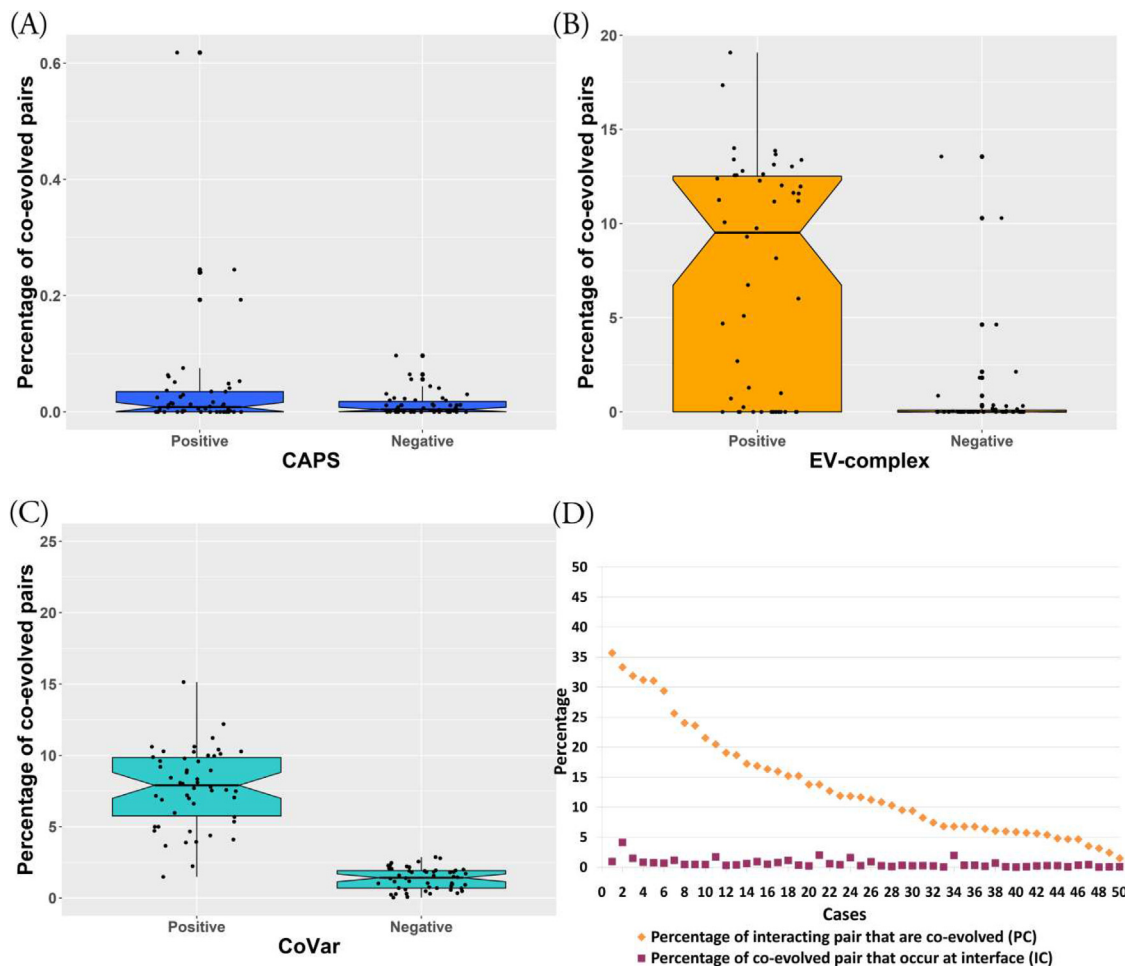 (A)
Percentage of co-evolved pairs
0.6
0.4
0.2
0.0
Positive
Negative
CAPS
(B)
Percentage of co-evolved pairs
20
15
10
5
0
Positive
Negative
EV-complex
(C)
Percentage of co-evolved pairs
25
20
15
10
5
0
Positive
Negative
CoVar
(D)
Percentage
50
45
40
35
30
25
20
15
10
5
0
0 2 4 6 8 10 12 14 16 18 20 22 24 26 28 30 32 34 36 38 40 42 44 46 48 50
Cases
Percentage of interacting pair that are co-evolved (PC)
Percentage of co-evolved pair that occur at interface (IC)